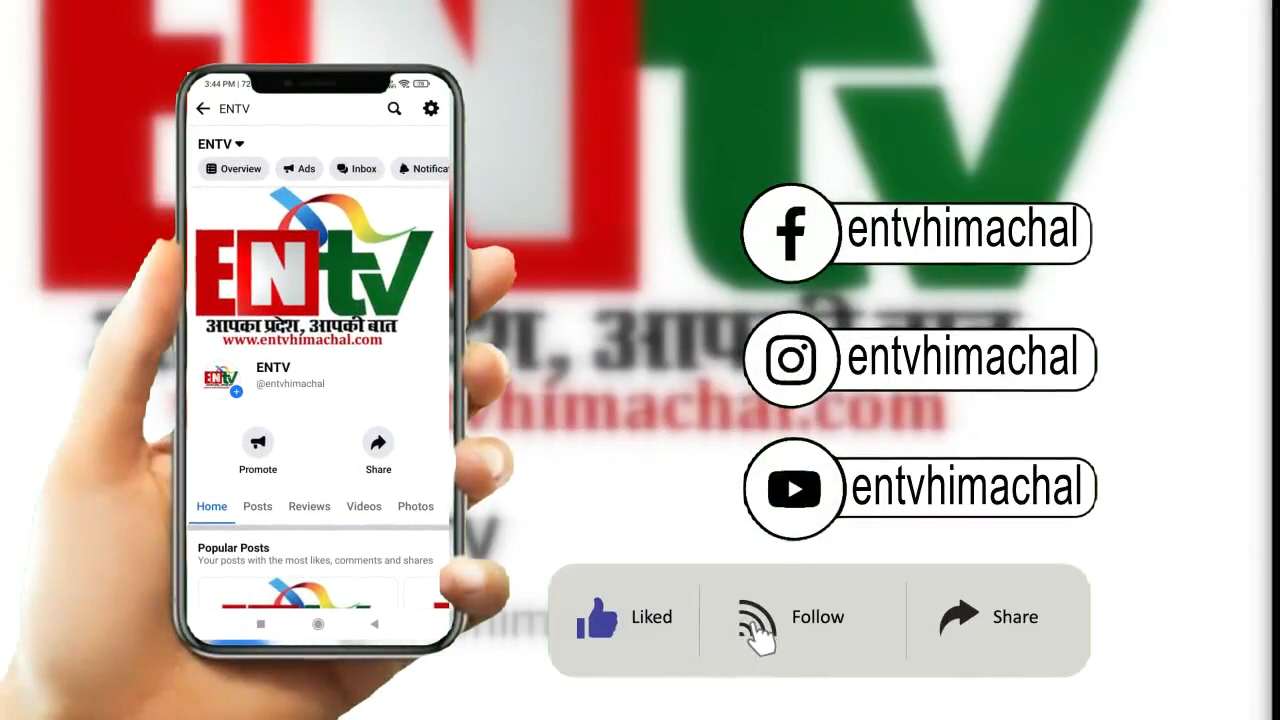 3:44 PM | 72
ENTV
ENTV
Overview
Ads
Inbox
Notifica
ENtv
आपका प्रदेश, आपकी बात
www.entvhimachal.com
ENTV
@entvhimachal
Promote
Share
Home
Posts
Reviews
Videos
Photos
Popular Posts
Your posts with the most likes, comments and shares
entvhimachal
entvhimachal
entvhimachal
Liked
Follow
Share